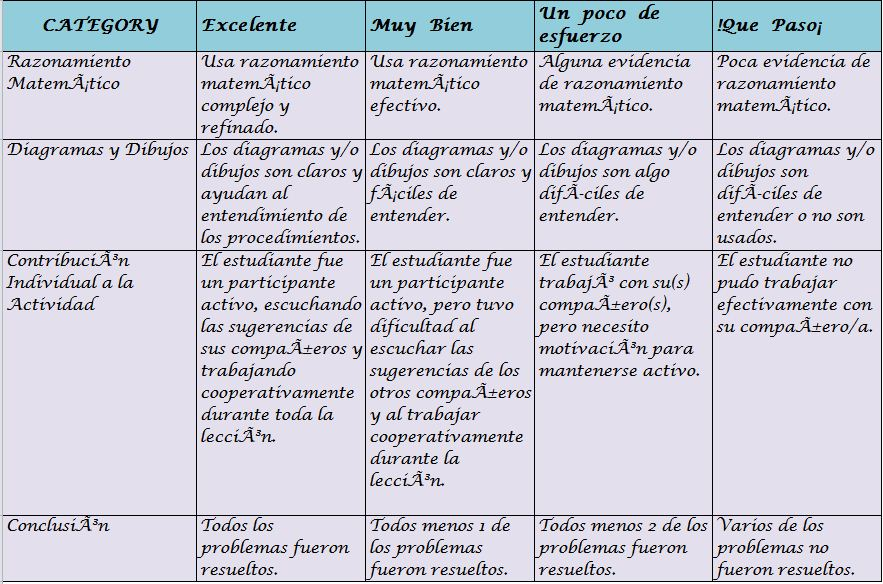 CATEGORY
Excelente
Muy Bien
Un poco de
esfuerzo
!Que Paso¡
Razonamiento
MatemÃ¡tico
Usa razonamiento
matemÃ¡tico
complejo y
refinado.
Usa razonamiento
matemÃ¡tico
efectivo.
Alguna evidencia
de razonamiento
matemÃ¡tico.
Poca evidencia de
razonamiento
matemÃ¡tico.
Diagramas y Dibujos
Los diagramas y/o
dibujos son claros y
ayudan al
entendimiento de
los procedimientos.
Los diagramas y/o
dibujos son claros y
fÃ¡ciles de
entender.
Los diagramas y/o
dibujos son algo
difÃ-ciles de
entender.
Los diagramas y/o
dibujos son
difÃ-ciles de
entender o no son
usados.
ContribuciÃ³n
Individual a la
Actividad
El estudiante fue
un participante
activo, escuchando
las sugerencias de
sus compaÃ±eros y
trabajando
cooperativamente
durante toda la
lecciÃ³n.
El estudiante fue
un participante
activo, pero tuvo
dificultad al
escuchar las
sugerencias de los
otros compaÃ±eros
y al trabajar
cooperativamente
durante la
lecciÃ³n.
El estudiante
trabajÃ³ con su(s)
compaÃ±ero(s),
pero necesito
motivaciÃ³n para
mantenerse activo.
El estudiante no
pudo trabajar
efectivamente con
su compaÃ±ero/a.
ConclusiÃ³n
Todos los
problemas fueron
resueltos.
Todos menos 1 de
los problemas
fueron resueltos.
Todos menos 2 de los
problemas fueron
resueltos.
Varios de los
problemas no
fueron resueltos.